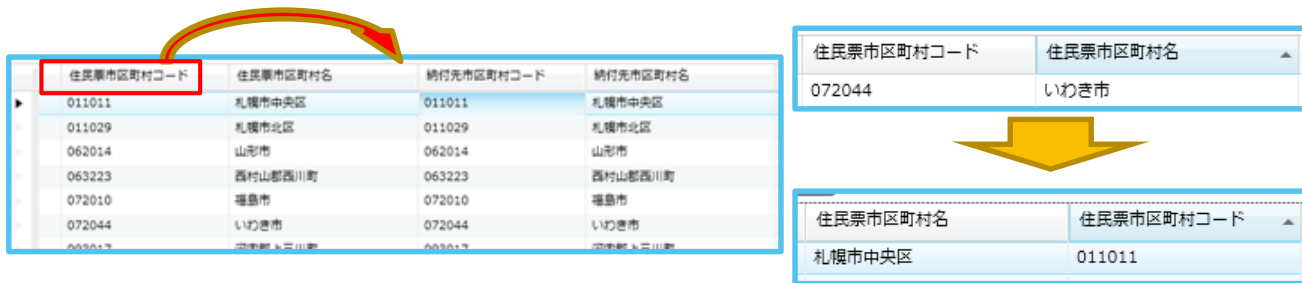 住民票市区町村コード 住民票市区町村名 納付先市区町村コード 納付先市区町村名
011011 札幌市中央区 011011 札幌市中央区
011029 札幌市北区 011029 札幌市北区
062014 山形市 062014 山形市
063223 西村山郡西川町 063223 西村山郡西川町
072010 福島市 072010 福島市
072044 いわき市 072044 いわき市
住民票市区町村コード 住民票市区町村名
072044 いわき市
住民票市区町村名 住民票市区町村コード
札幌市中央区 011011